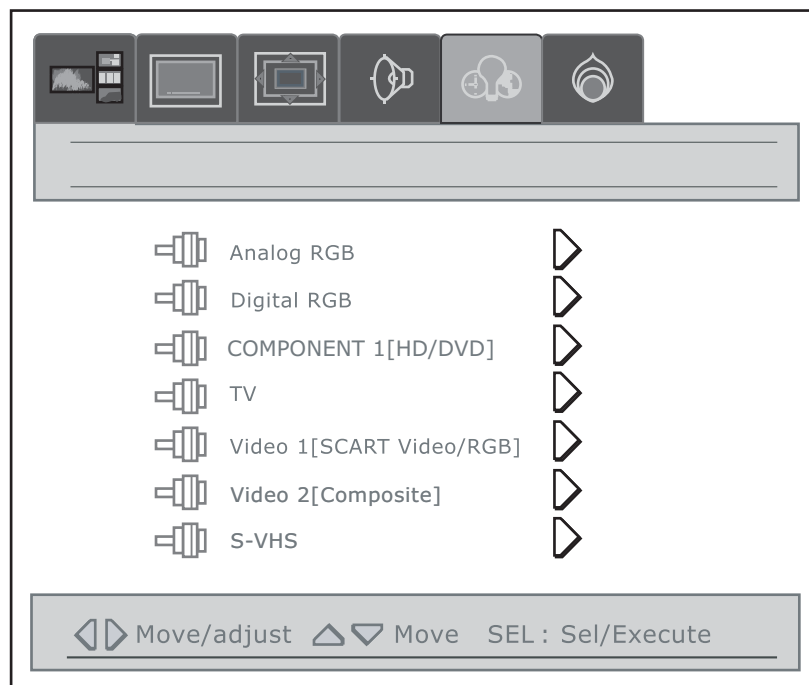 Analog RGB
Digital RGB
COMPONENT 1[HD/DVD]
TV
Video 1[SCART Video/RGB]
Video 2[Composite]
S-VHS
Move/adjust Move SEL : Sel/Execute